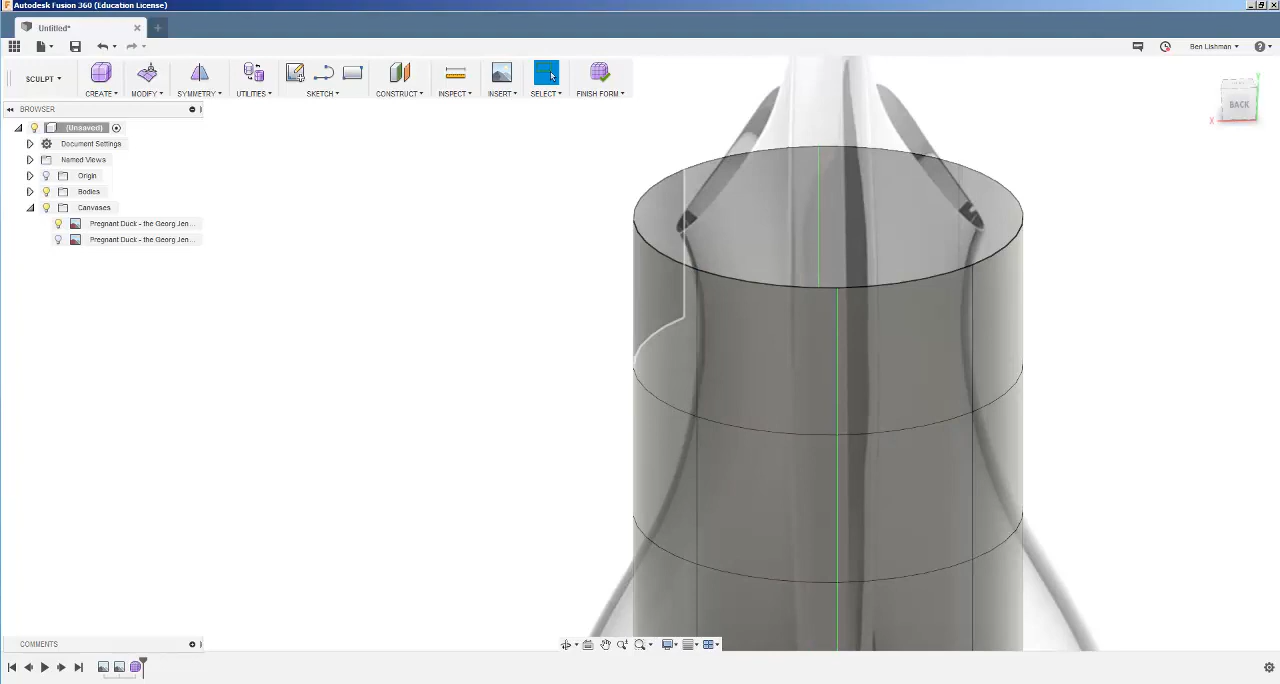 Autodesk Fusion 360 (Education License)
Untitled*
Ben Lishman
SCULPT
CREATE
MODIFY
SYMMETRY
UTILITIES
SKETCH
CONSTRUCT
INSPECT
INSERT
SELECT
FINISH FORM
BROWSER
(Unsaved)
Document Settings
Named Views
Origin
Bodies
Canvases
Pregnant Duck - the Georg Jen...
Pregnant Duck - the Georg Jen...
BACK
X
Y
COMMENTS